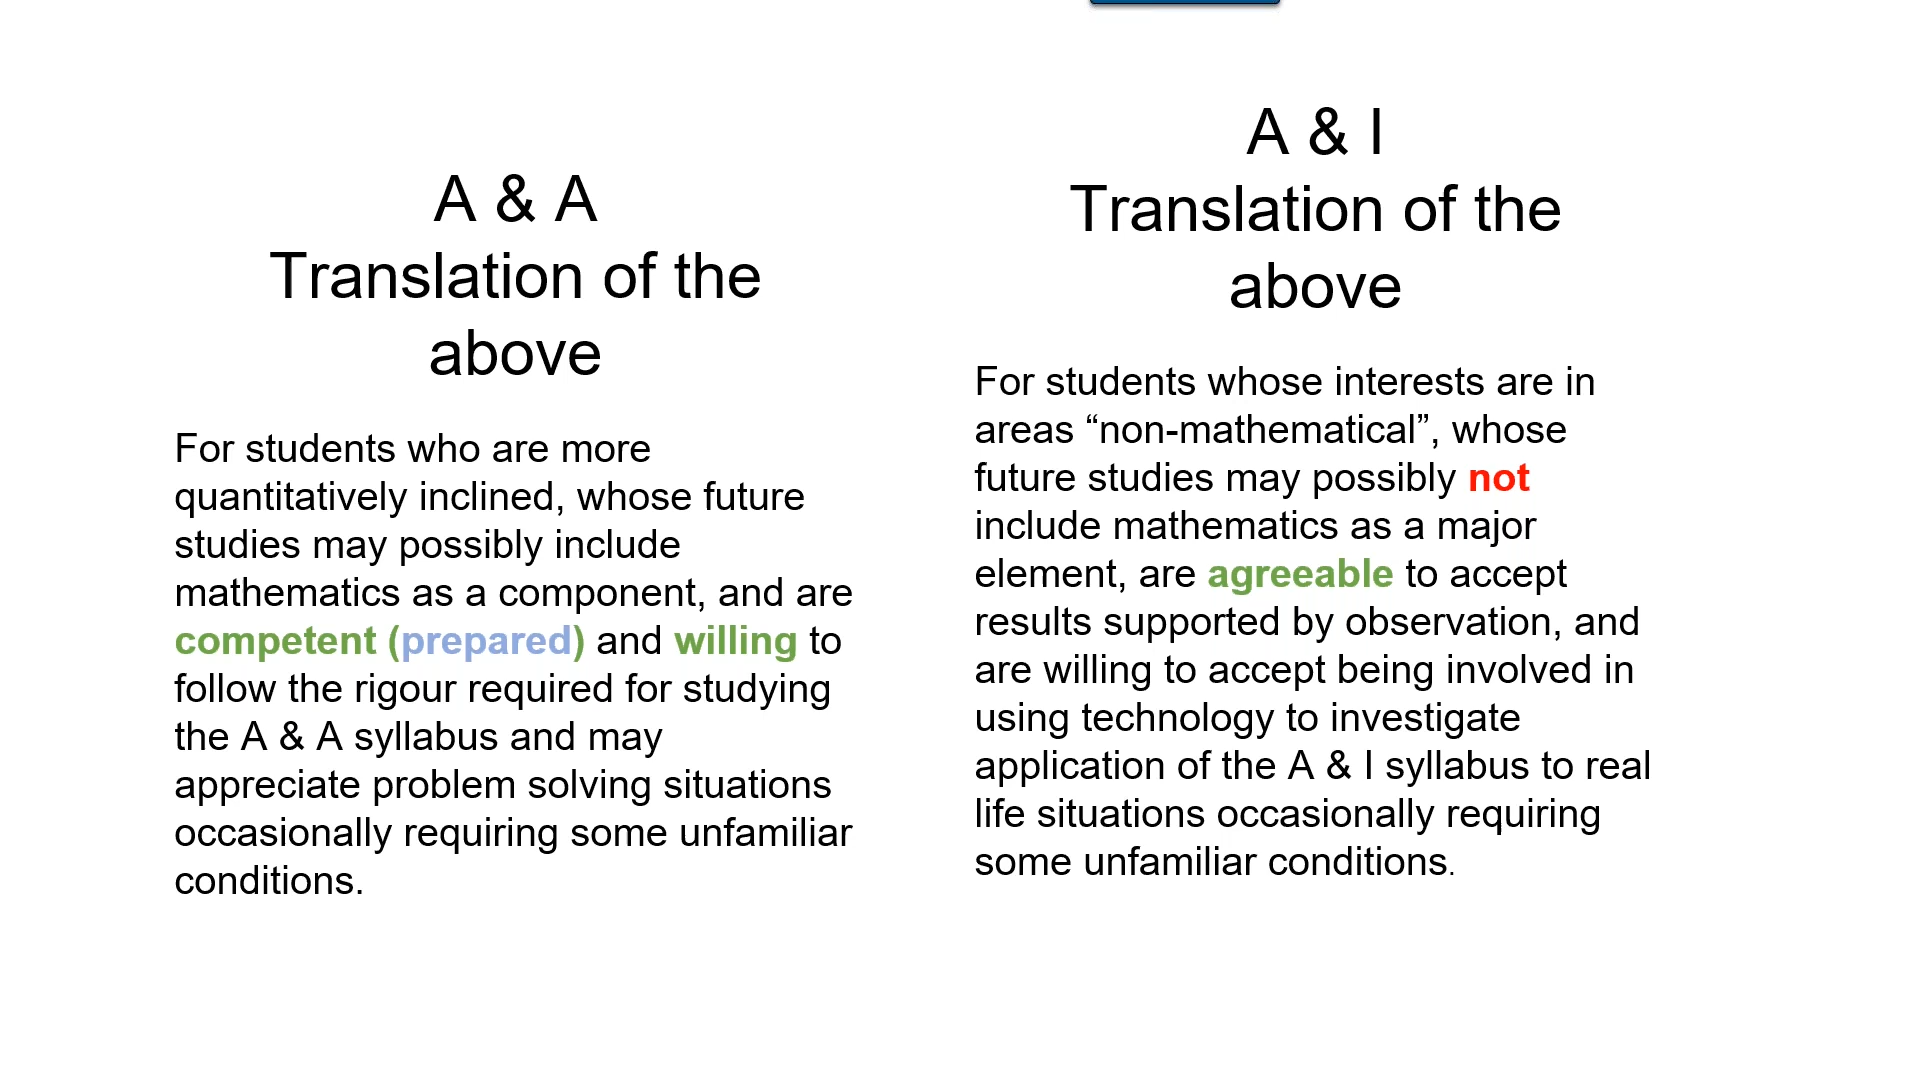 A & A
Translation of the
above
For students who are more
quantitatively inclined, whose future
studies may possibly include
mathematics as a component, and are
competent (prepared) and willing to
follow the rigour required for studying
the A & A syllabus and may
appreciate problem solving situations
occasionally requiring some unfamiliar
conditions.
A & I
Translation of the
above
For students whose interests are in
areas “non-mathematical”, whose
future studies may possibly not
include mathematics as a major
element, are agreeable to accept
results supported by observation, and
are willing to accept being involved in
using technology to investigate
application of the A & I syllabus to real
life situations occasionally requiring
some unfamiliar conditions.